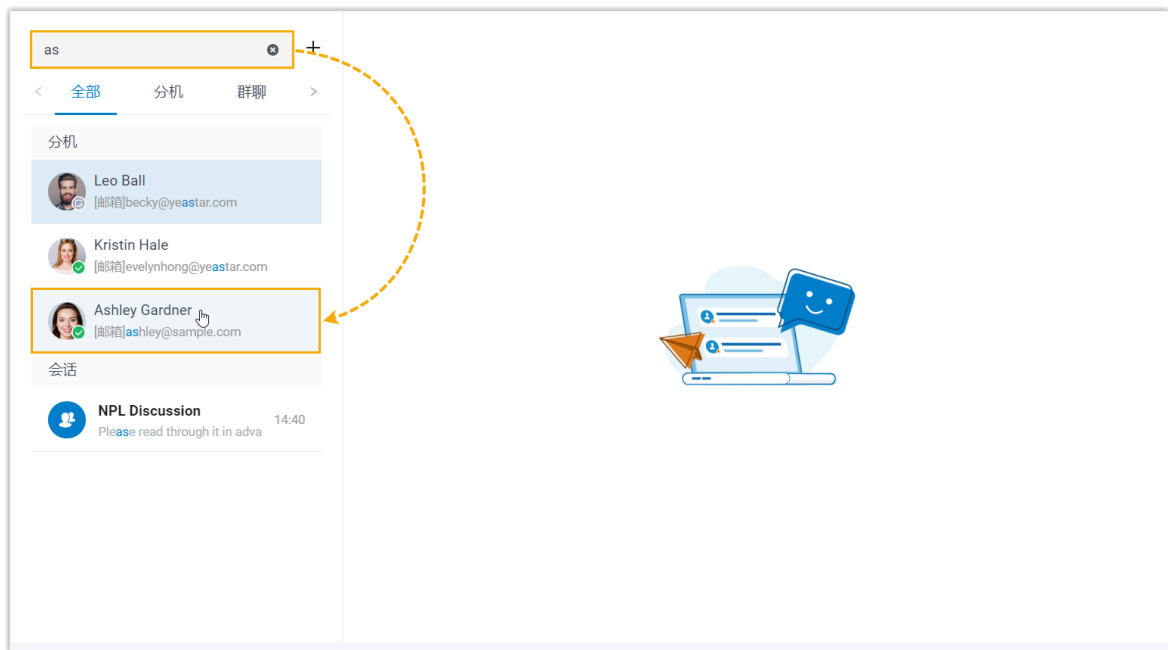 as
全部 分机 群聊
分机
Leo Ball
[邮箱]becky@yeastar.com
Kristin Hale
[邮箱]evelynhong@yeastar.com
Ashley Gardner
[邮箱]ashley@sample.com
会话
NPL Discussion 14:40
Please read through it in adva